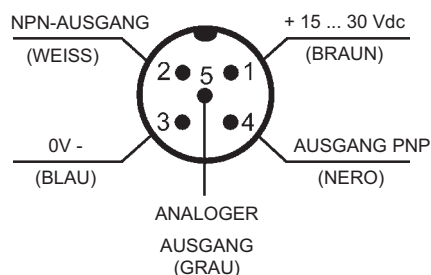 NPN-AUSGANG
(WEISS)
+ 15 ... 30 Vdc
(BRAUN)
2 5 1
3 4
0V -
(BLAU)
AUSGANG PNP
(NERO)
ANALOGER
AUSGANG
(GRAU)